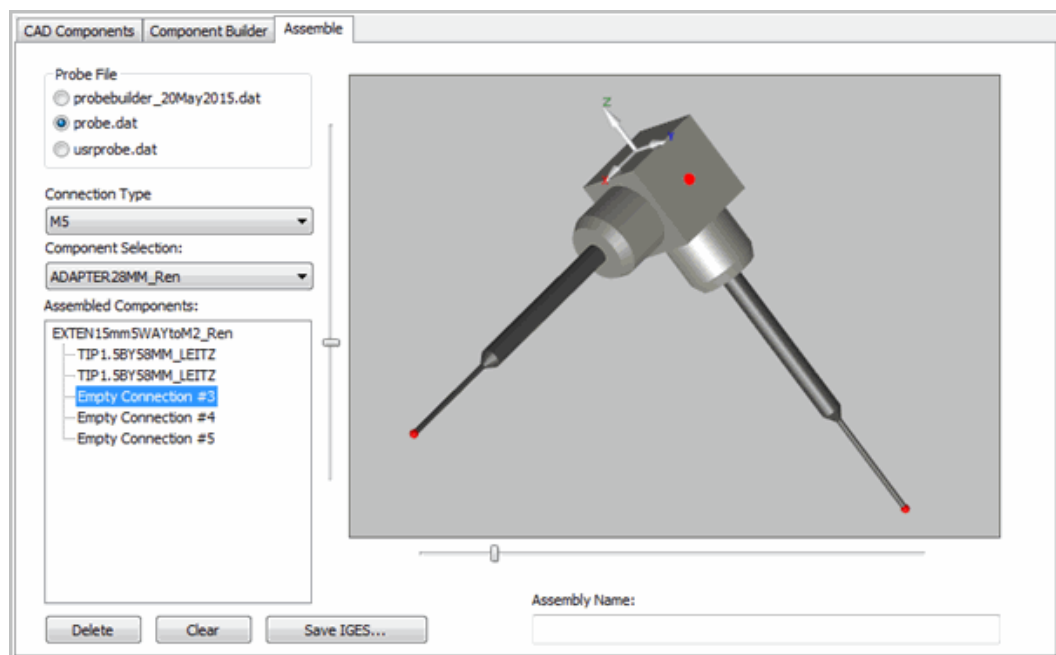 CAD Components
Component Builder
Assemble
Probe File
probebuilder_20May2015.dat
probe.dat
usrprobe.dat
Connection Type
M5
Component Selection:
ADAPTER28MM_Ren
Assembled Components:
EXTEN15mm5WAYtoM2_Ren
TIP1.5BY58MM_LEITZ
TIP1.5BY58MM_LEITZ
Empty Connection #3
Empty Connection #4
Empty Connection #5
Delete
Clear
Save IGES...
Z
Y
X
Assembly Name: